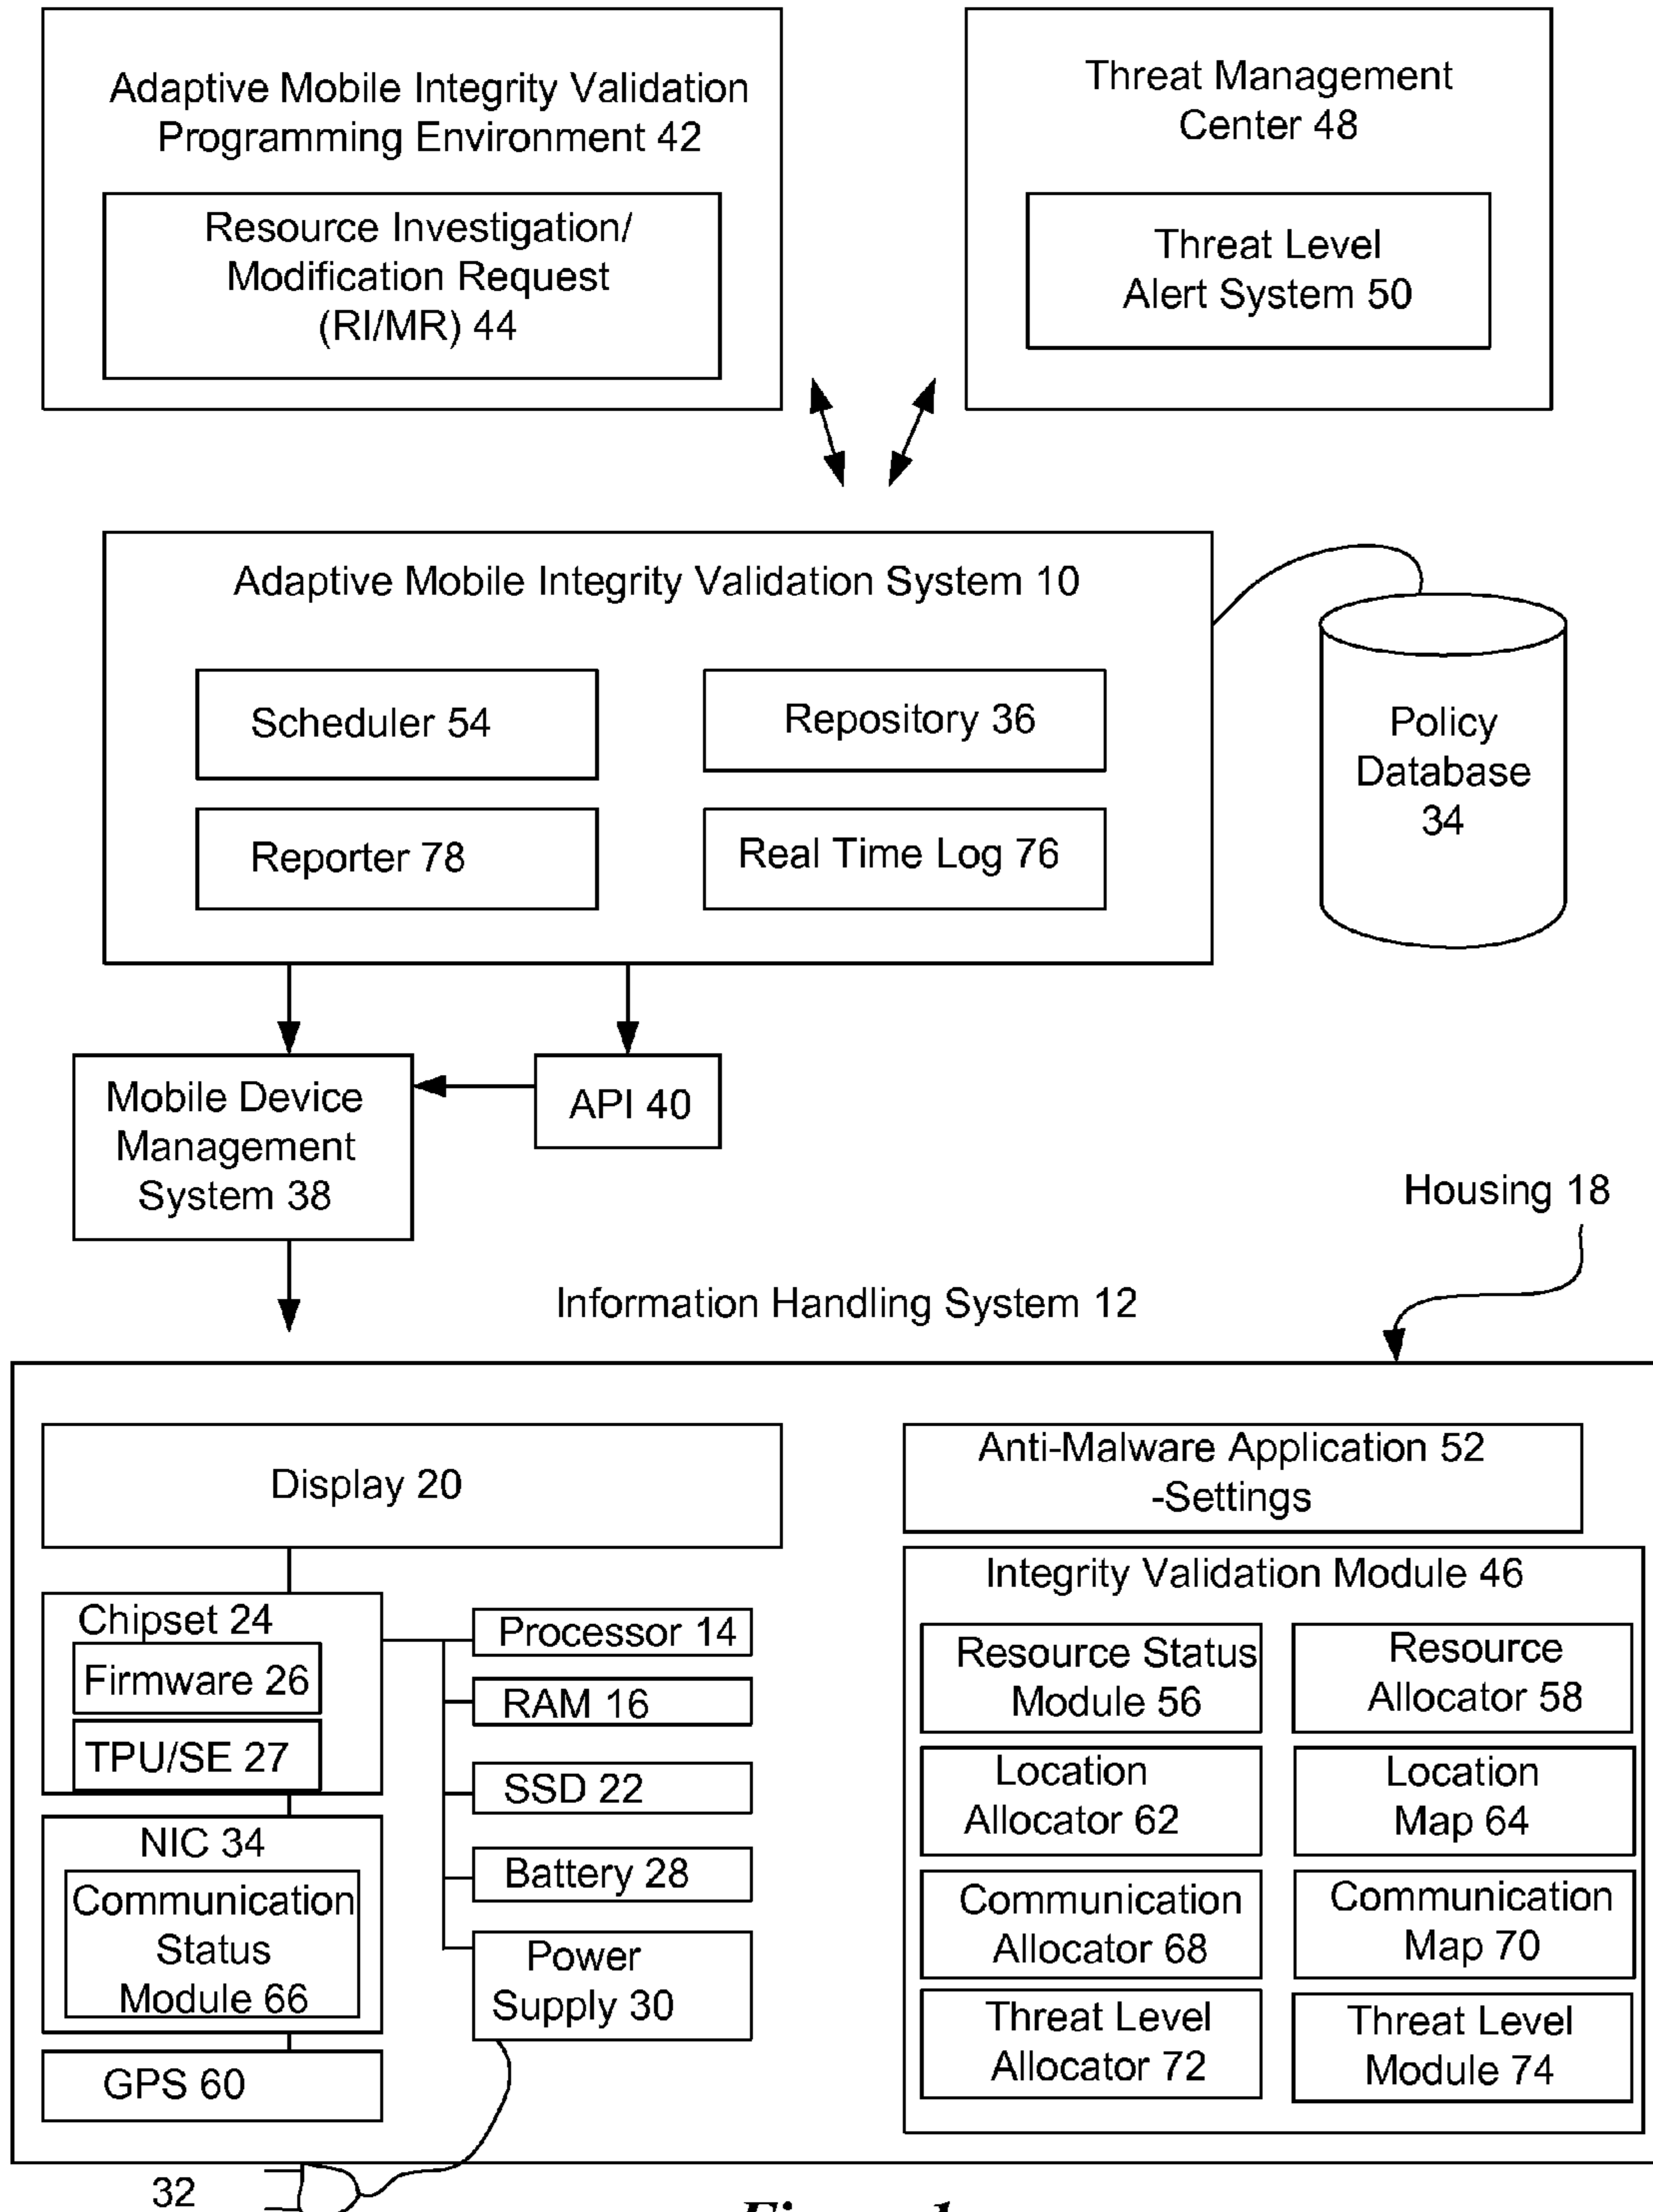 Adaptive Mobile Integrity Validation
Programming Environment 42
Resource Investigation/
Modification Request
(RI/MR) 44
Threat Management
Center 48
Threat Level
Alert System 50
Adaptive Mobile Integrity Validation System 10
Scheduler 54
Repository 36
Reporter 78
Real Time Log 76
Policy
Database
34
Mobile Device
Management
System 38
API 40
Housing 18
Information Handling System 12
Display 20
Chipset 24
Firmware 26
TPU/SE 27
NIC 34
Communication
Status
Module 66
GPS 60
Processor 14
RAM 16
SSD 22
Battery 28
Power
Supply 30
32
Anti-Malware Application 52
-Settings
Integrity Validation Module 46
Resource Status
Module 56
Resource
Allocator 58
Location
Allocator 62
Location
Map 64
Communication
Allocator 68
Communication
Map 70
Threat Level
Allocator 72
Threat Level
Module 74